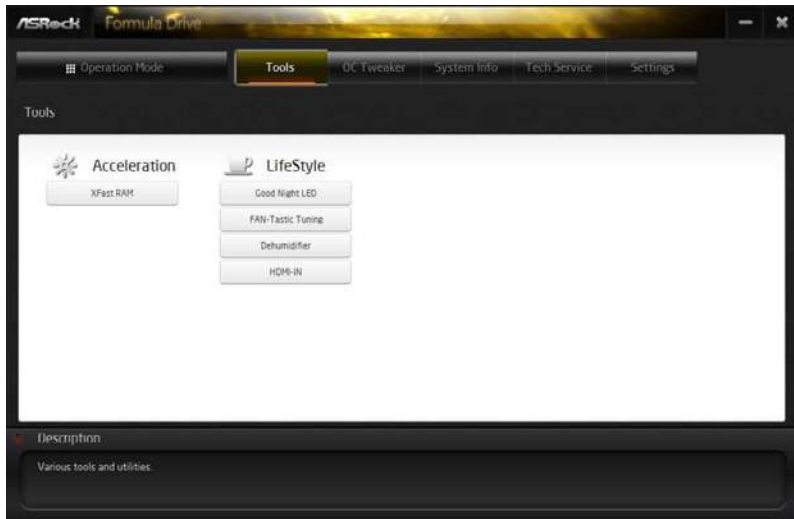 ASRock Formula Drive
Operation Mode Tools OC Tweaker System Info Tech Service Settings
Tools
Acceleration
XFast RAM
LifeStyle
Good Night LED
FAN-Tastic Tuning
Dehumidifier
HDMI-IN
Description
Various tools and utilities.